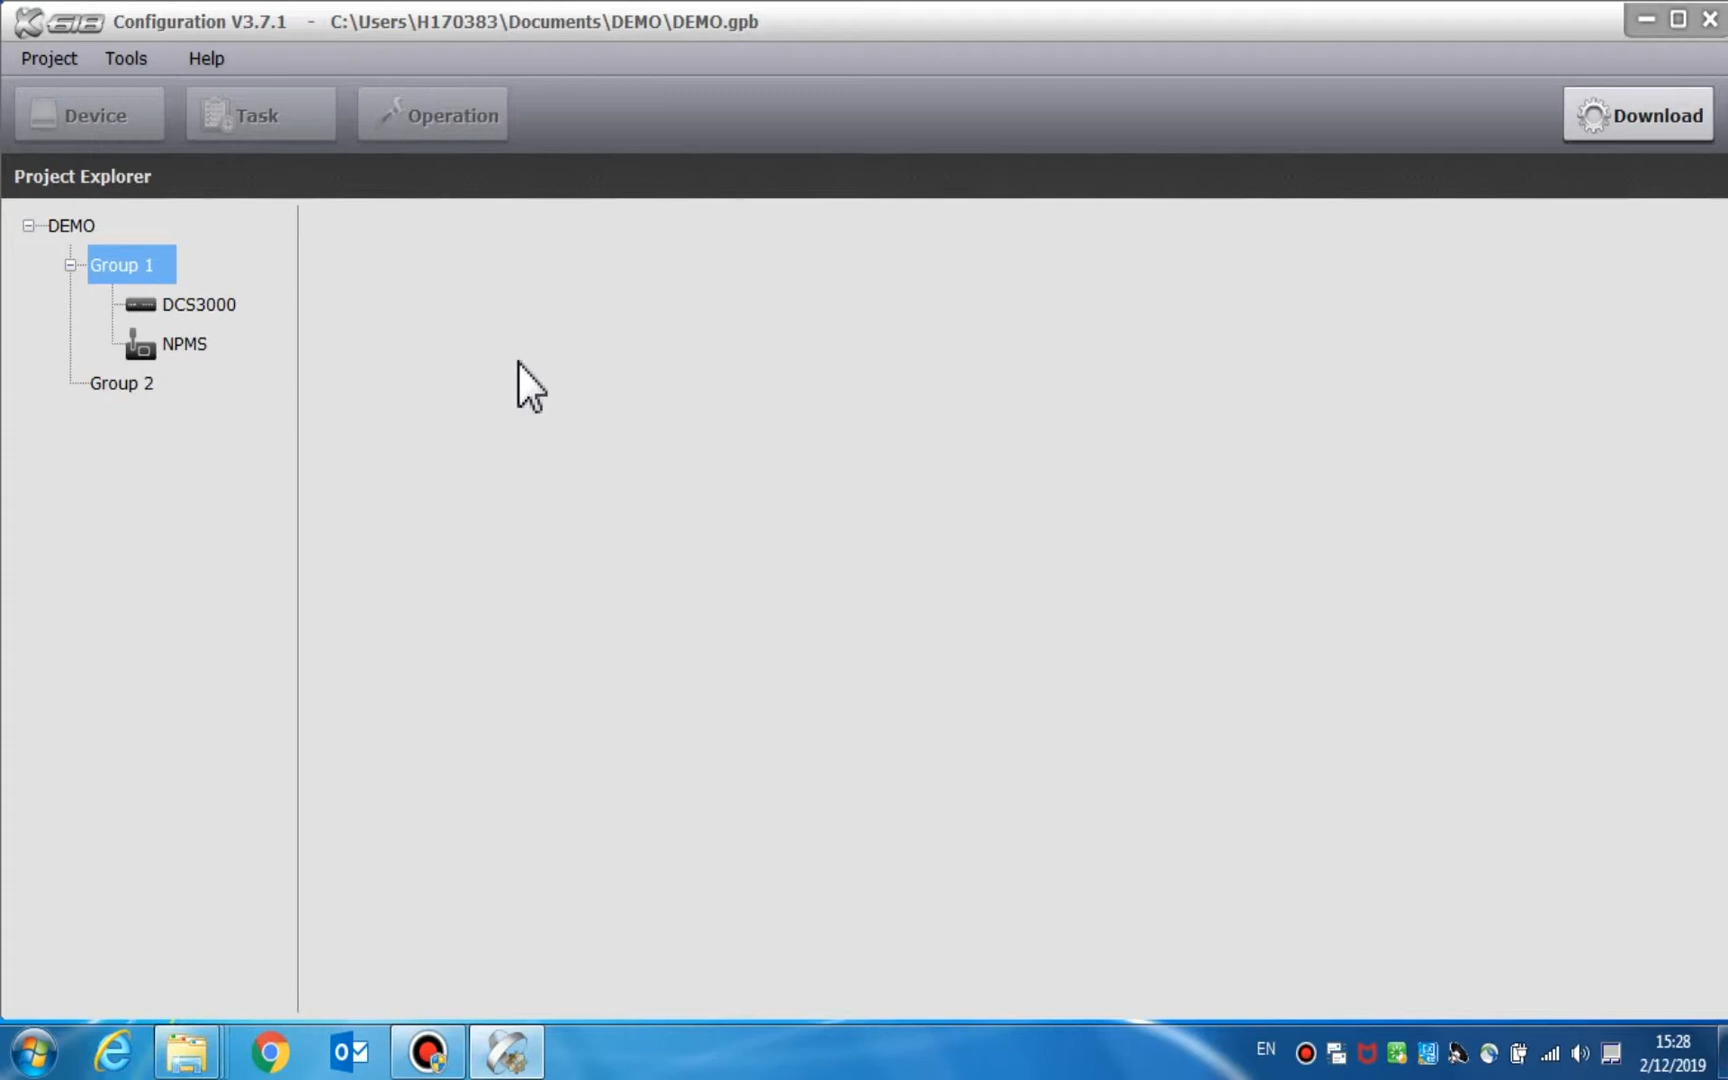 X-618 Configuration V3.7.1 - C:\Users\H170383\Documents\DEMO\DEMO.gpb
Project Tools Help
Device Task Operation Download
Project Explorer
DEMO
Group 1
DCS3000
NPMS
Group 2
EN
15:28
2/12/2019